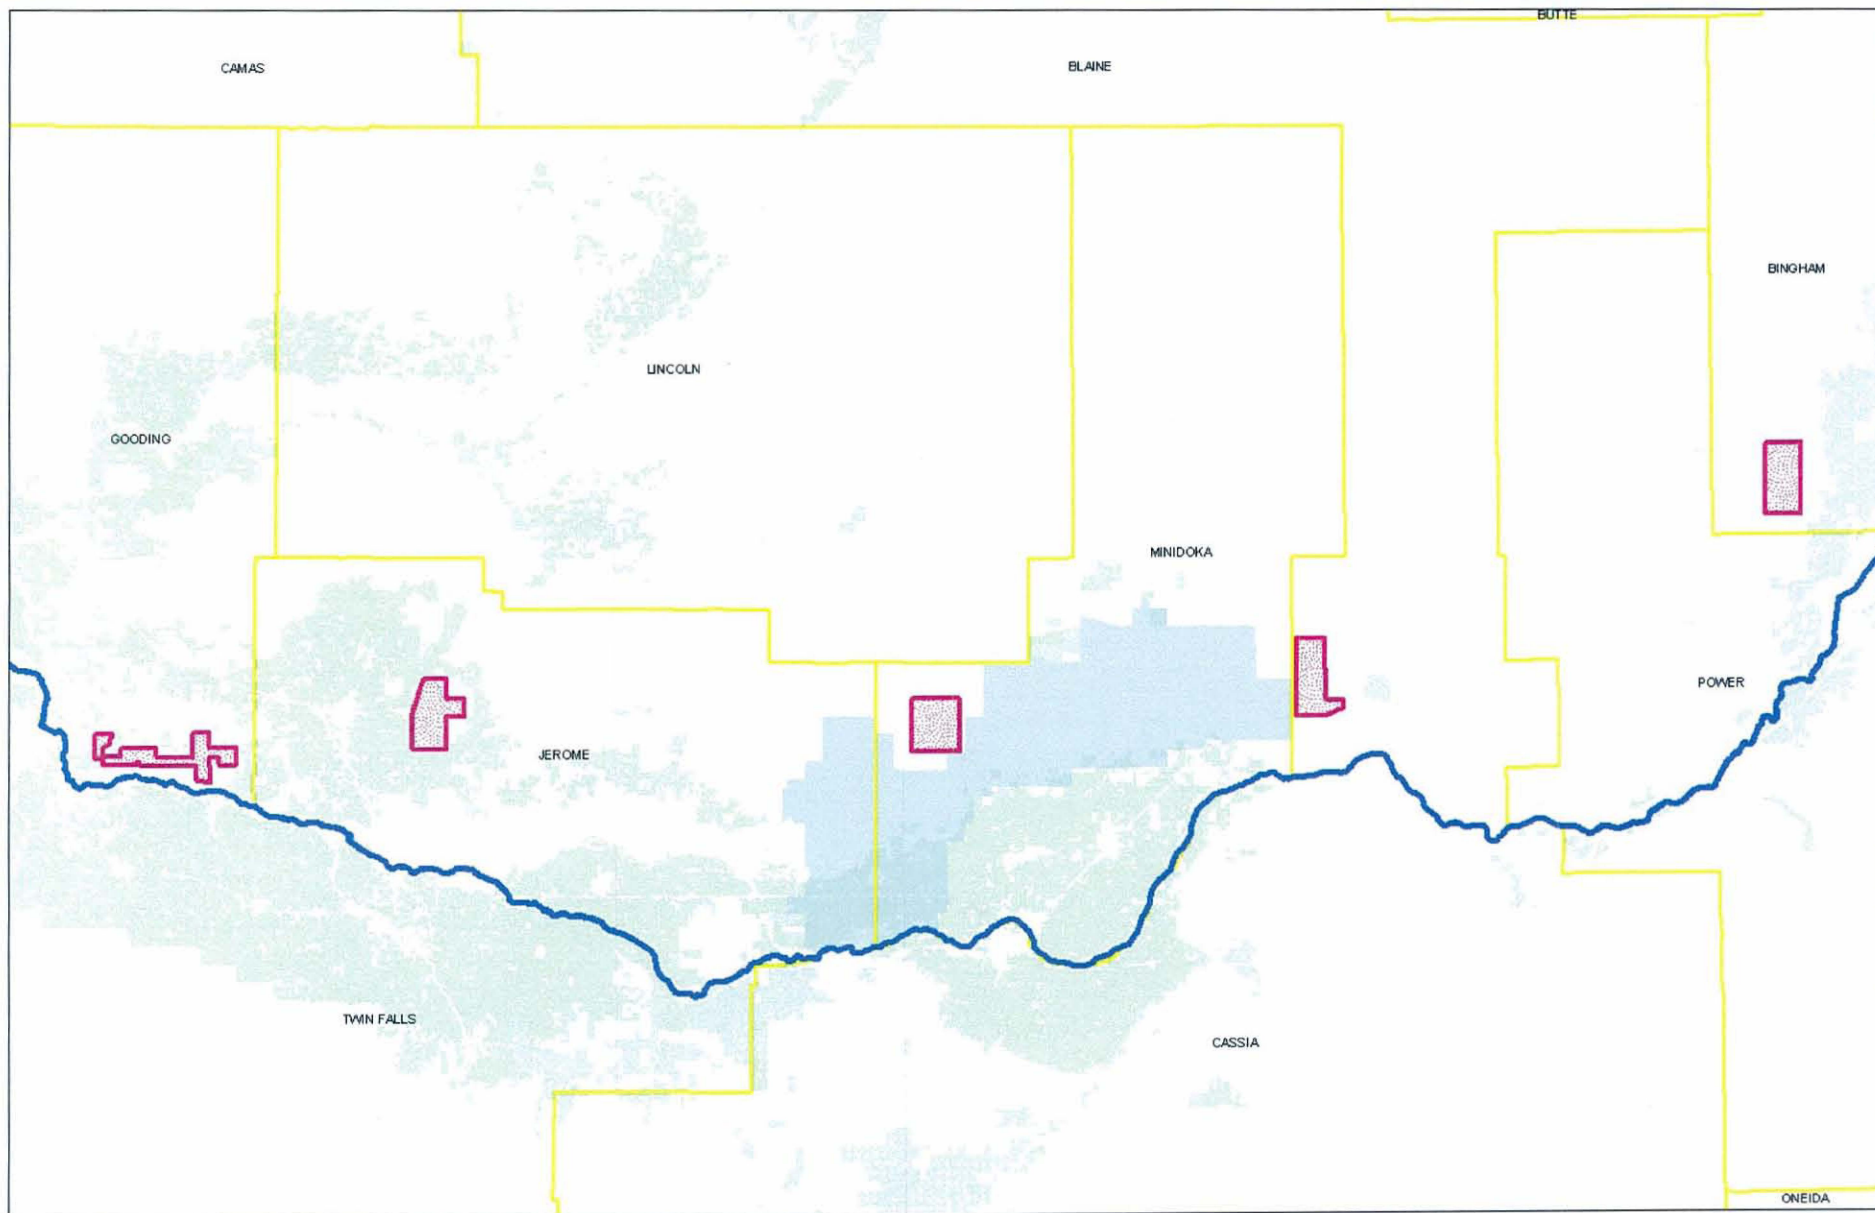 BUTTE
CAMAS
BLAINE
BINGHAM
LINCOLN
GOODING
MINIDOKA
POWER
JEROME
TWIN FALLS
CASSIA
ONEIDA